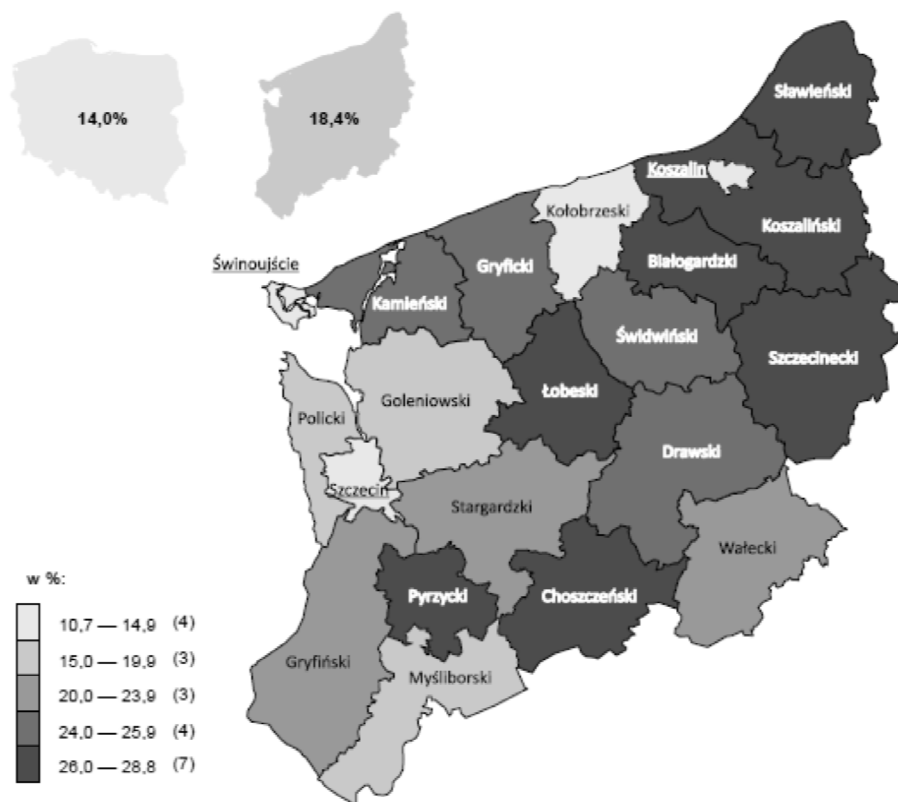 14,0%
18,4%
Sławieński
Koszalin
Kołobrzeski
Koszaliński
Świnoujście
Gryficki
Białogardzki
Kamieński
Świdwiński
Szczecinecki
Łobeski
Goleniowski
Policki
Drawski
Szczecin
Stargardzki
Wałecki
w %:
Pyrzycki
Choszczeński
10,7 — 14,9 (4)
15,0 — 19,9 (3)
Gryfiński
Myśliborski
20,0 — 23,9 (3)
24,0 — 25,9 (4)
26,0 — 28,8 (7)